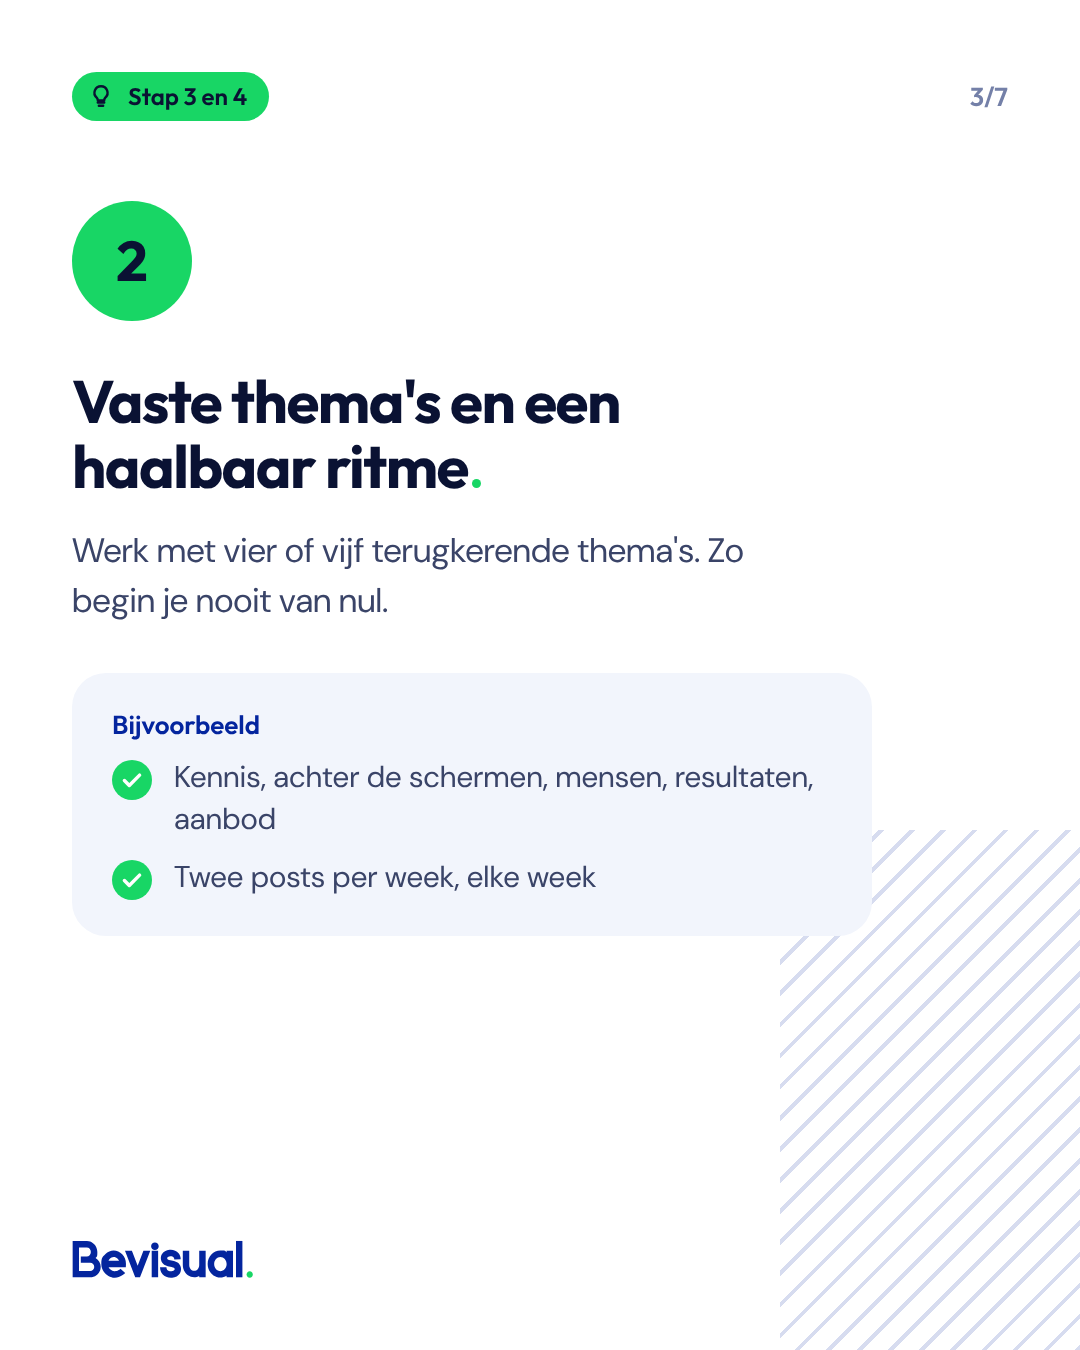 Stap 3 en 4
3/7
2
Vaste thema's en een
haalbaar ritme.
Werk met vier of vijf terugkerende thema's. Zo
begin je nooit van nul.
Bijvoorbeeld
Kennis, achter de schermen, mensen, resultaten,
aanbod
Twee posts per week, elke week
Bevisual.